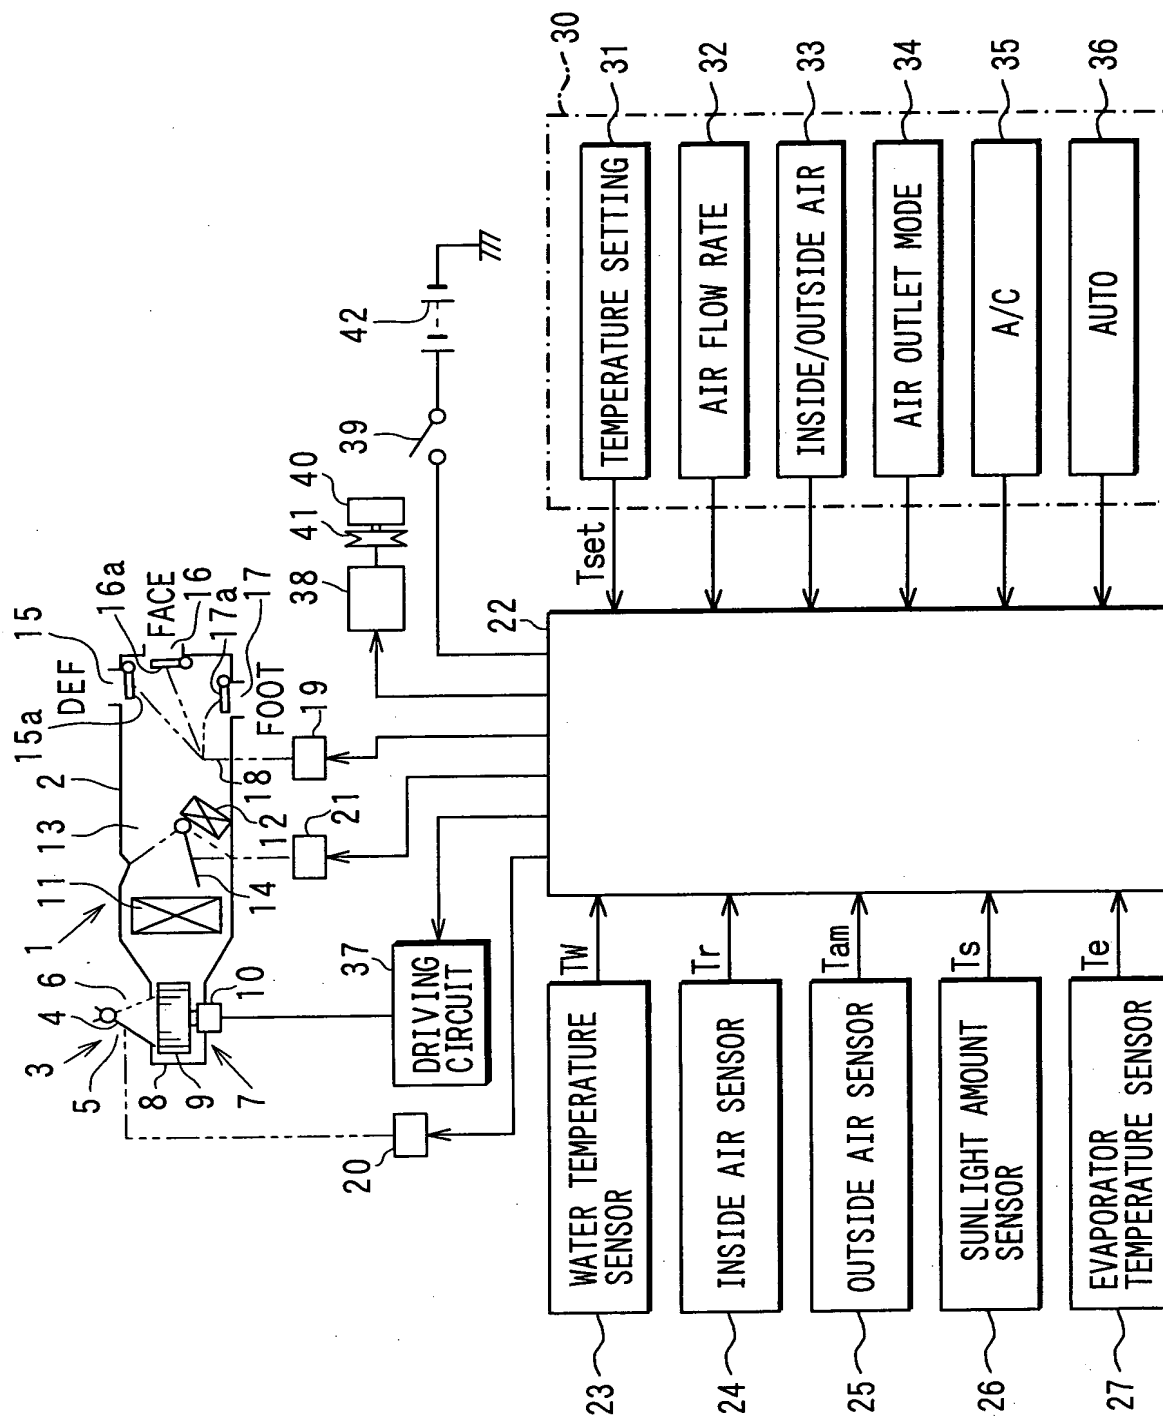 1
2
3
4
5
6
7
8
9
10
11
12
13
14
15
DEF
15a
16a
FACE
16
17a
17
FOOT
18
19
20
21
37
DRIVING
CIRCUIT
38
41
40
39
42
22
TW
Tr
Tam
Ts
Te
Tset
WATER TEMPERATURE
SENSOR
23
INSIDE AIR SENSOR
24
OUTSIDE AIR SENSOR
25
SUNLIGHT AMOUNT
SENSOR
26
EVAPORATOR
TEMPERATURE SENSOR
27
30
TEMPERATURE SETTING
31
AIR FLOW RATE
32
INSIDE/OUTSIDE AIR
33
AIR OUTLET MODE
34
A/C
35
AUTO
36